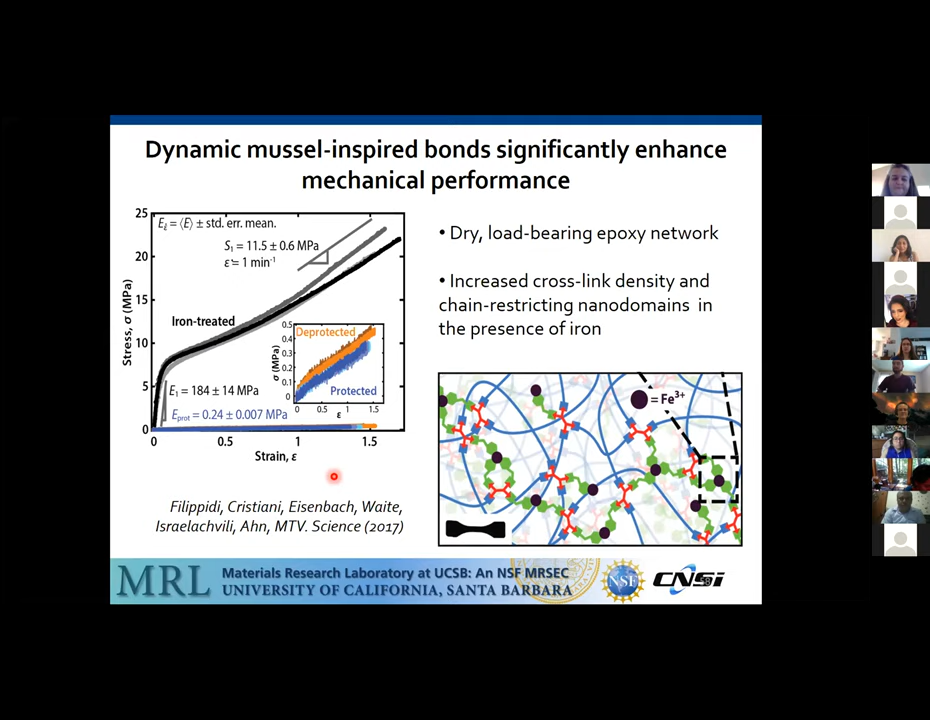 Dynamic mussel-inspired bonds significantly enhance
mechanical performance
25
20
15
10
5
0
Stress, σ (MPa)
E₁ = ⟨E⟩ ± std. err. mean.
S₁ = 11.5 ± 0.6 MPa
ε̇ = 1 min⁻¹
Iron-treated
E₁ = 184 ± 14 MPa
Eprot = 0.24 ± 0.007 MPa
0.5
0.4
0.3
0.2
0.1
0
σ (MPa)
Deprotected
Protected
0 0.5 1 1.5
ε
0 0.5 1 1.5
Strain, ε
Filippidi, Cristiani, Eisenbach, Waite,
Israelachvili, Ahn, MTV. Science (2017)
• Dry, load-bearing epoxy network
• Increased cross-link density and
chain-restricting nanodomains in
the presence of iron
= Fe³⁺
MRL
Materials Research Laboratory at UCSB: An NSF MRSEC
UNIVERSITY OF CALIFORNIA, SANTA BARBARA
NSF
CNSI